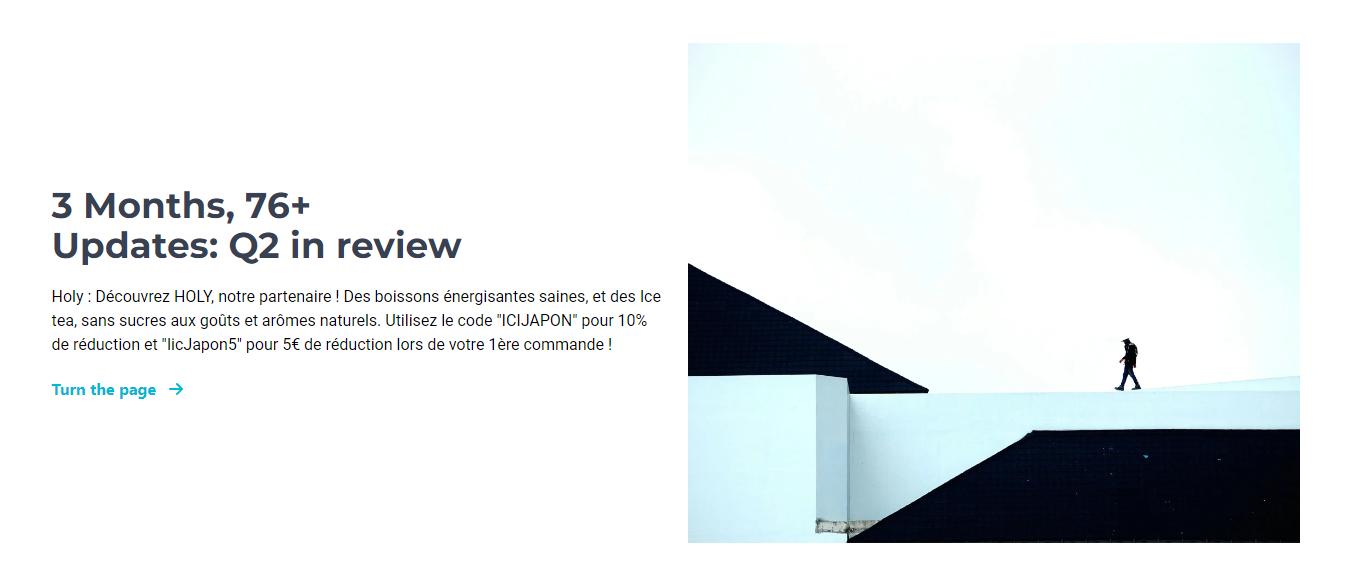 3 Months, 76+
Updates: Q2 in review
Holy : Découvrez HOLY, notre partenaire ! Des boissons énergisantes saines, et des Ice
tea, sans sucres aux goûts et arômes naturels. Utilisez le code "ICIJAPON" pour 10%
de réduction et "IicJapon5" pour 5€ de réduction lors de votre 1ère commande !
Turn the page →